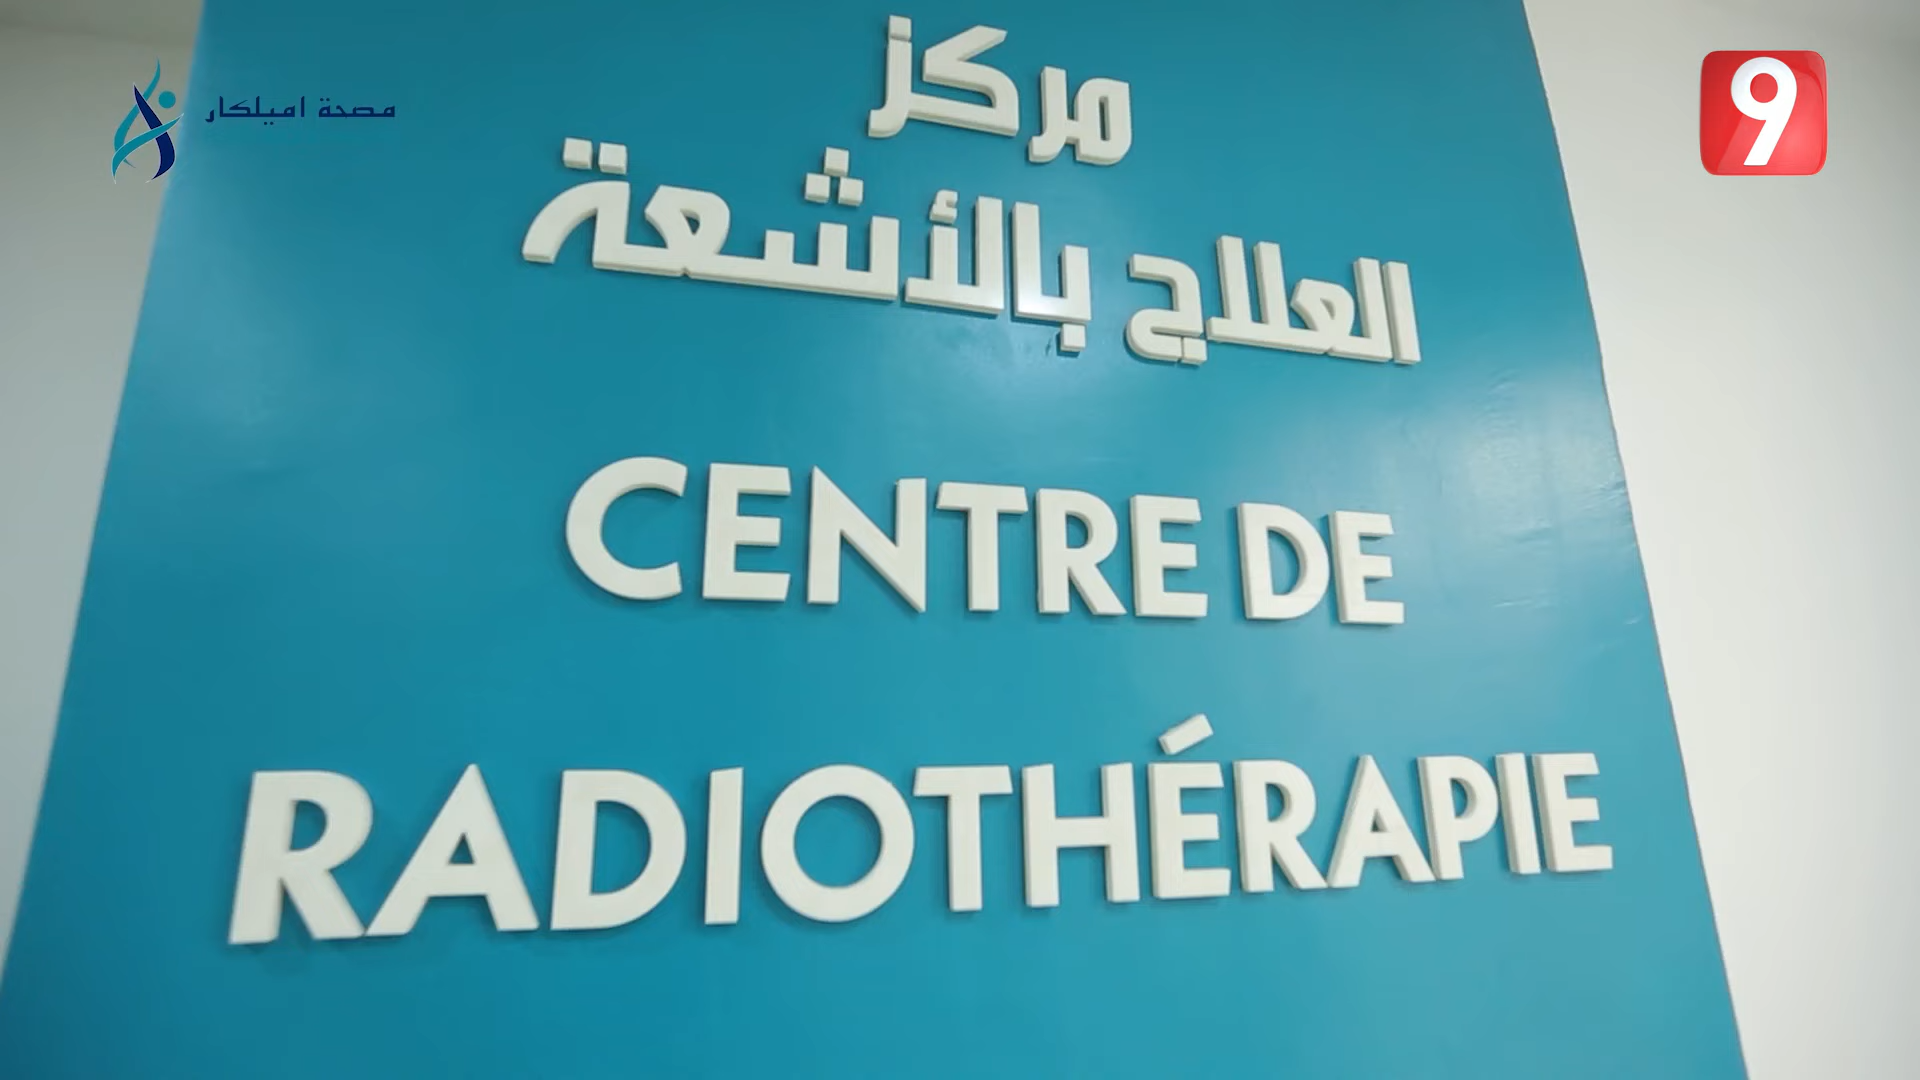 مصحة اميلكار
9
مركز
العلاج بالأشعة
CENTRE DE
RADIOTHÉRAPIE